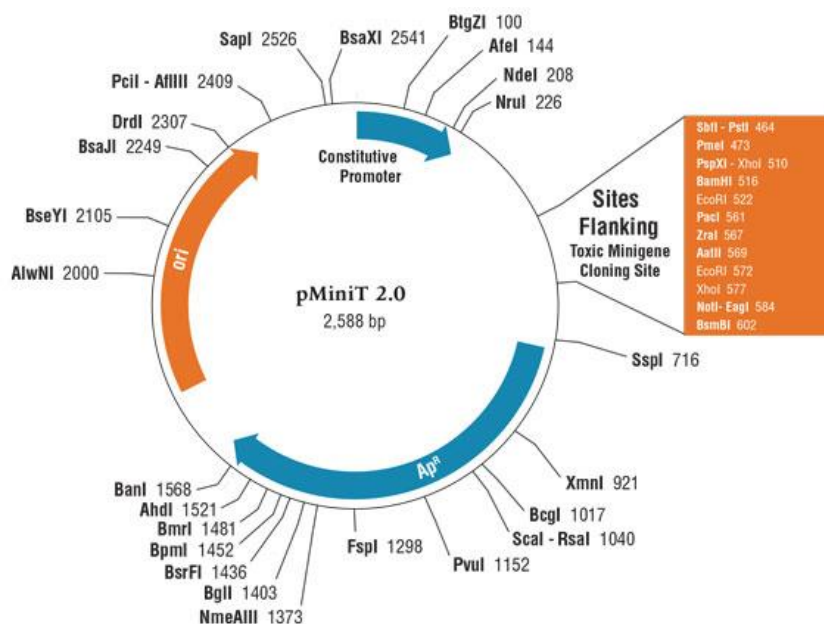 BtgZI 100
AfeI 144
NdeI 208
NruI 226
SbfI - PstI 464
PmeI 473
PspXI - XhoI 510
BamHI 516
EcoRI 522
PacI 561
ZraI 567
AatII 569
EcoRI 572
XhoI 577
NotI- EagI 584
BsmBI 602
Sites
Flanking
Toxic Minigene
Cloning Site
SspI 716
XmnI 921
BcgI 1017
ScaI - RsaI 1040
PvuI 1152
FspI 1298
NmeAIII 1373
BglI 1403
BsrFI 1436
BpmI 1452
BmrI 1481
AhdI 1521
BanI 1568
AlwNI 2000
BseYI 2105
BsaJI 2249
DrdI 2307
PciI - AflIII 2409
SapI 2526
BsaXI 2541
Constitutive
Promoter
ori
pMiniT 2.0
2,588 bp
ApR